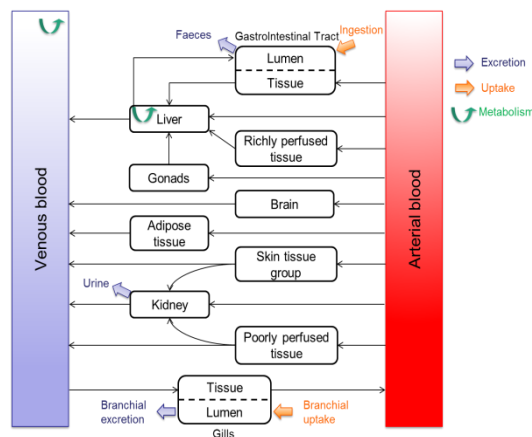 Faeces
GastroIntestinal Tract
Ingestion
Lumen
Tissue
Excretion
Uptake
Metabolism
Liver
Richly perfused
tissue
Gonads
Brain
Adipose
tissue
Skin tissue
group
Urine
Kidney
Poorly perfused
tissue
Venous blood
Arterial blood
Tissue
Lumen
Branchial
excretion
Branchial
uptake
Gills